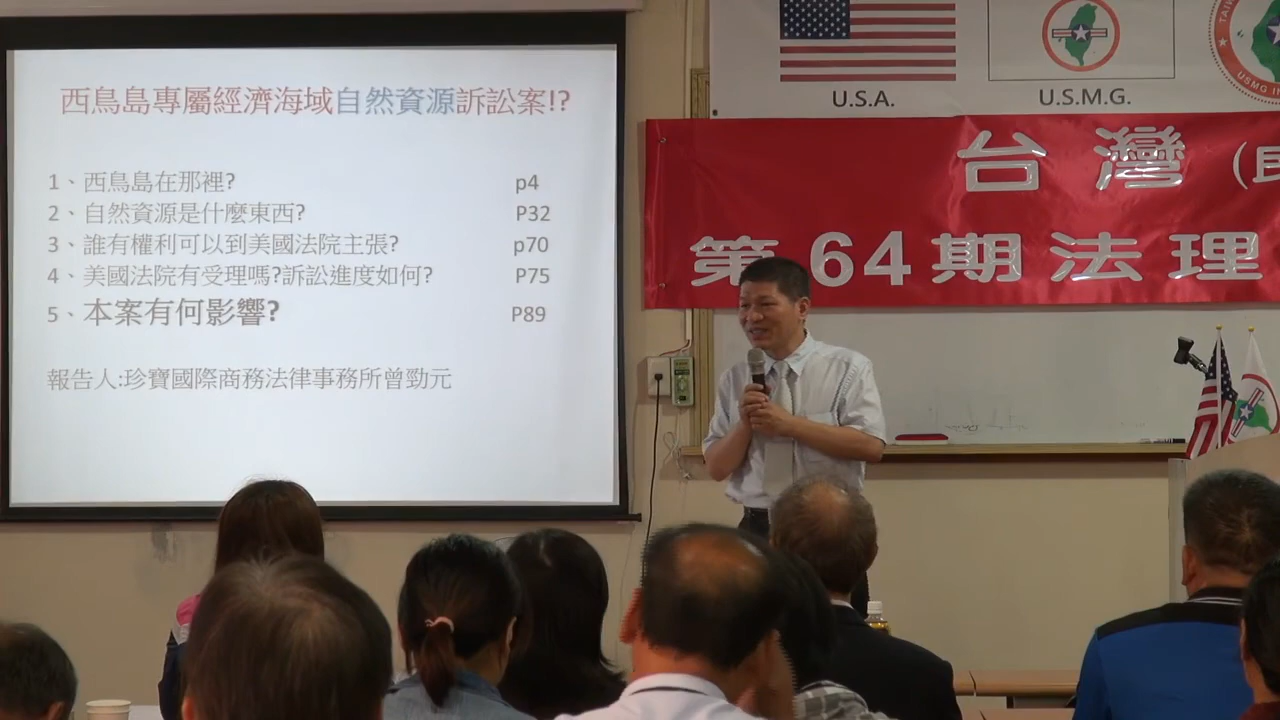 西鳥島專屬經濟海域自然資源訴訟案!?
1、西鳥島在那裡? p4
2、自然資源是什麼東西? P32
3、誰有權利可以到美國法院主張? p70
4、美國法院有受理嗎?訴訟進度如何? P75
5、本案有何影響? P89
報告人:珍寶國際商務法律事務所曾勁元
U.S.A.
U.S.M.G.
台灣(民
第64期法理